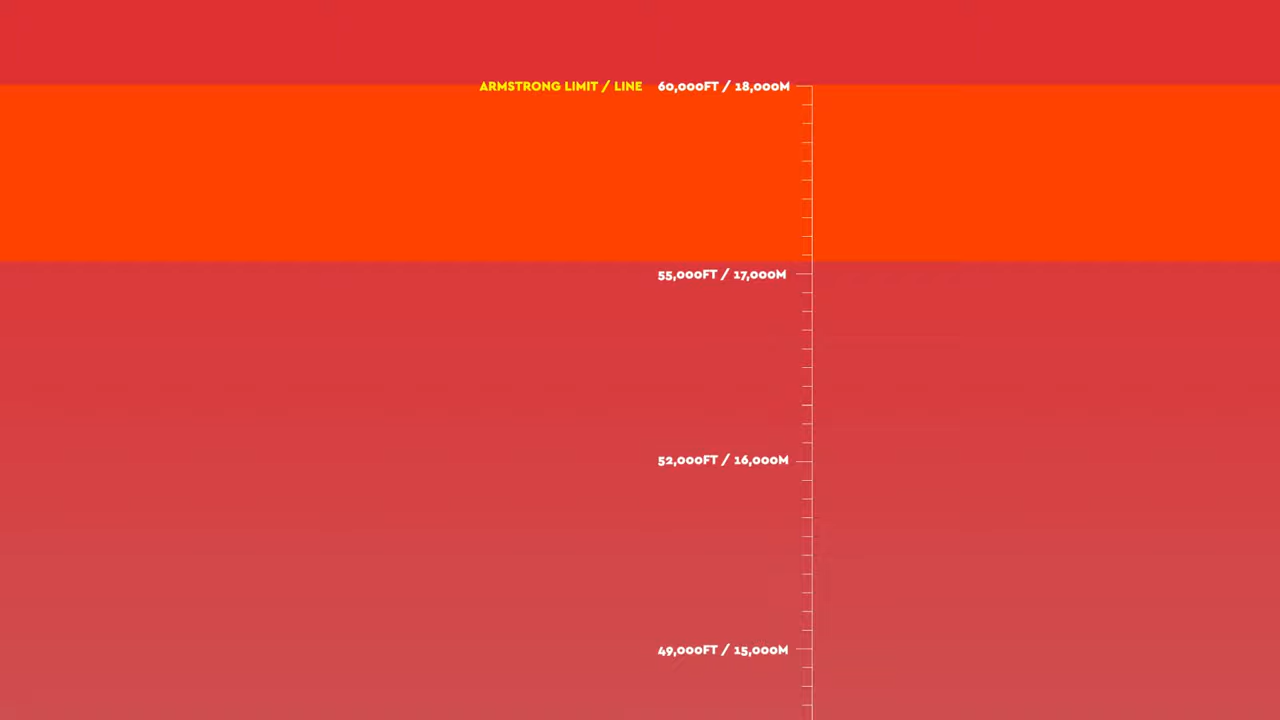 ARMSTRONG LIMIT / LINE 60,000FT / 18,000M
55,000FT / 17,000M
52,000FT / 16,000M
49,000FT / 15,000M